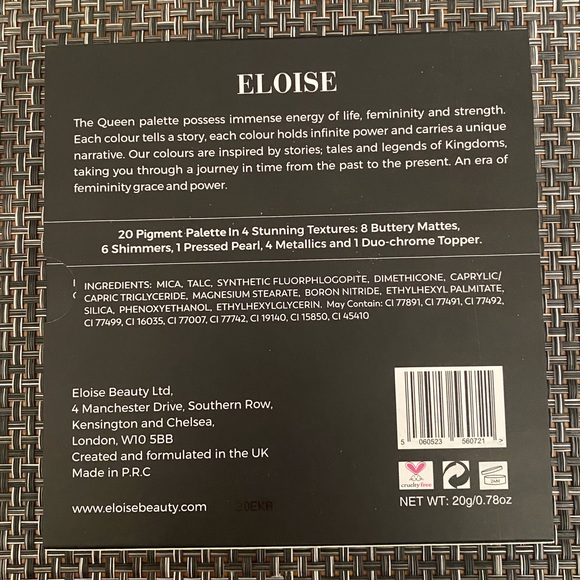 ELOISE
The Queen palette possess immense energy of life, femininity and strength.
Each colour tells a story, each colour holds infinite power and carries a unique
narrative. Our colours are inspired by stories; tales and legends of Kingdoms,
taking you through a journey in time from the past to the present. An era of
femininity grace and power.
20 Pigment Palette In 4 Stunning Textures: 8 Buttery Mattes,
6 Shimmers, 1 Pressed Pearl, 4 Metallics and 1 Duo-chrome Topper.
INGREDIENTS: MICA, TALC, SYNTHETIC FLUORPHLOGOPITE, DIMETHICONE, CAPRYLIC/
CAPRIC TRIGLYCERIDE, MAGNESIUM STEARATE, BORON NITRIDE, ETHYLHEXYL PALMITATE,
SILICA, PHENOXYETHANOL, ETHYLHEXYLGLYCERIN. May Contain: CI 77891, CI 77491, CI 77492,
CI 77499, CI 16035, CI 77007, CI 77742, CI 19140, CI 15850, CI 45410
Eloise Beauty Ltd,
4 Manchester Drive, Southern Row,
Kensington and Chelsea,
London, W10 5BB
Created and formulated in the UK
Made in P.R.C
www.eloisebeauty.com
5 060523 560721 >
cruelty free
24M
NET WT: 20g/0.78oz